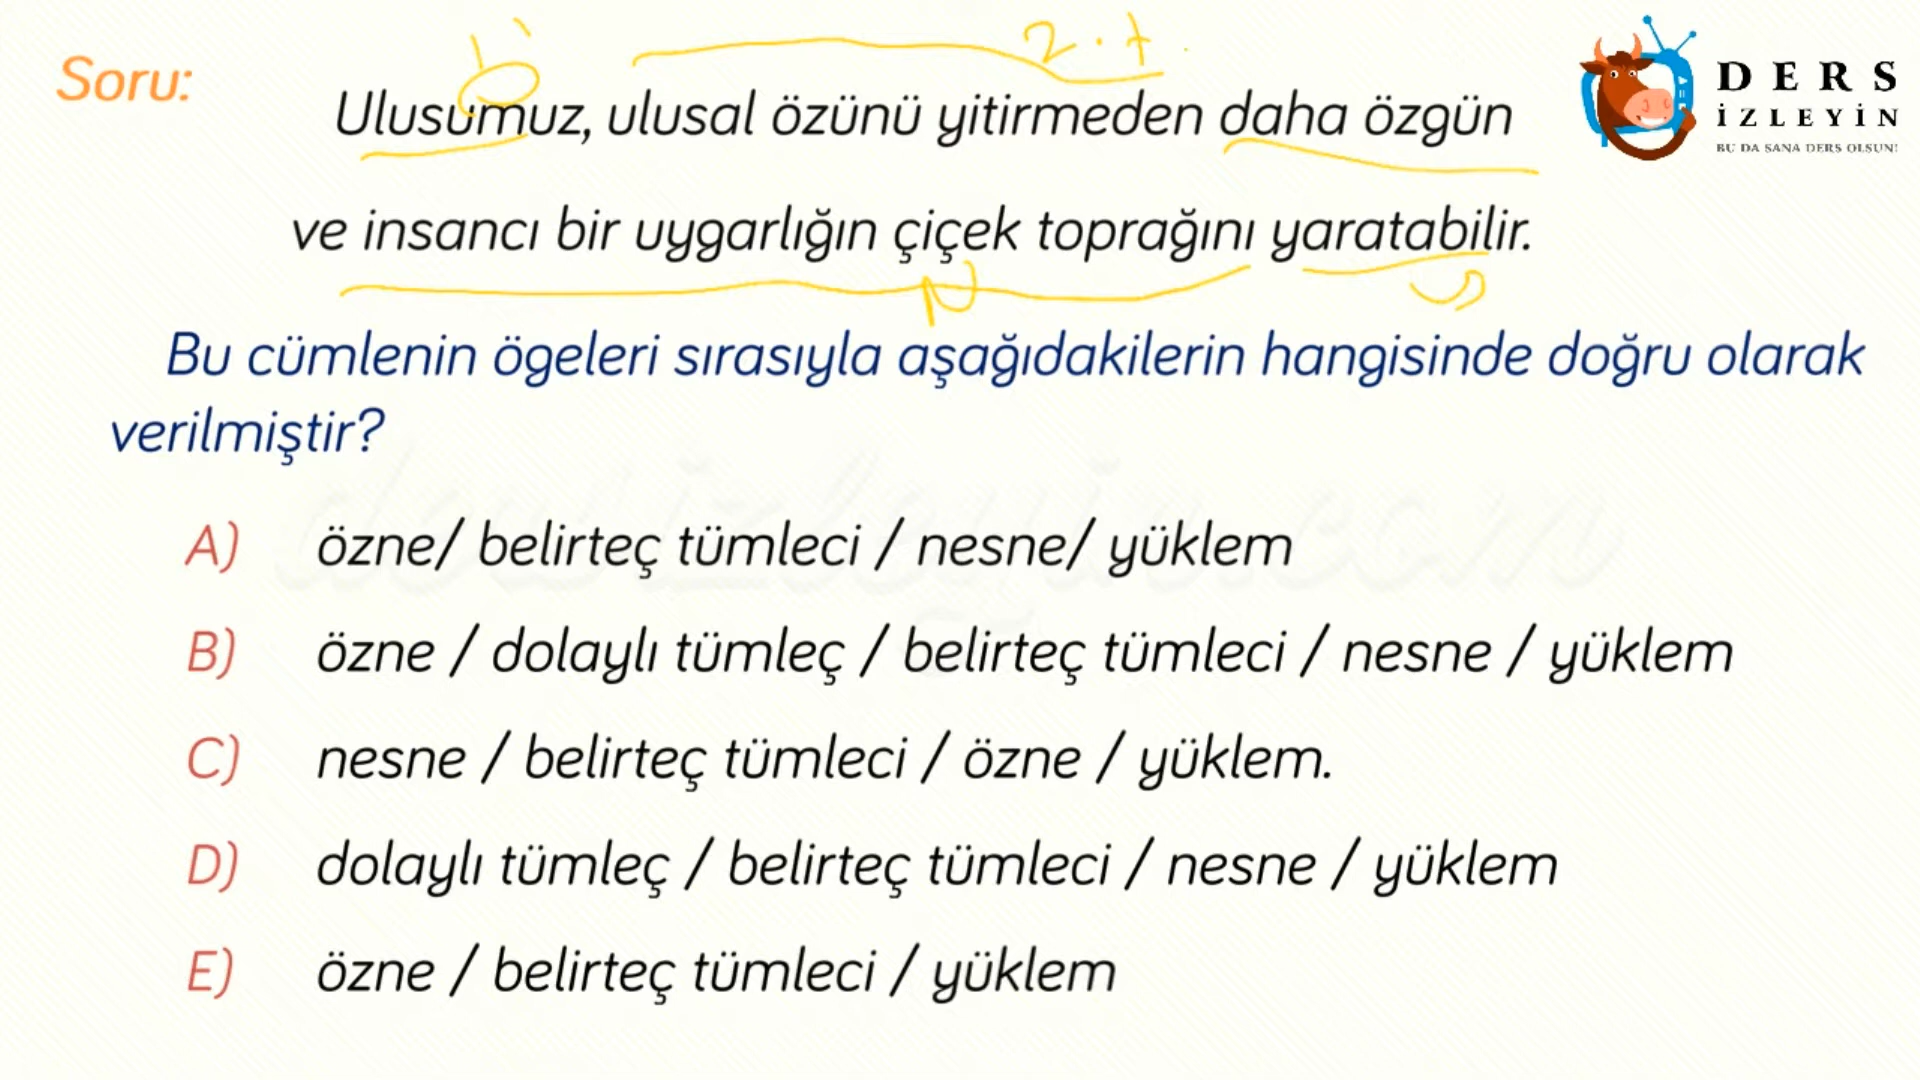 Soru:
Ulusumuz, ulusal özünü yitirmeden daha özgün
ve insancı bir uygarlığın çiçek toprağını yaratabilir.
Ö
z.t
N
y
DERS
İZLEYİN
BU DA SANA DERS OLSUN!
Bu cümlenin ögeleri sırasıyla aşağıdakilerin hangisinde doğru olarak
verilmiştir?
dersizleyin.com
A) özne/ belirteç tümleci / nesne/ yüklem
B) özne / dolaylı tümleç / belirteç tümleci / nesne / yüklem
C) nesne / belirteç tümleci / özne / yüklem.
D) dolaylı tümleç / belirteç tümleci / nesne / yüklem
E) özne / belirteç tümleci / yüklem